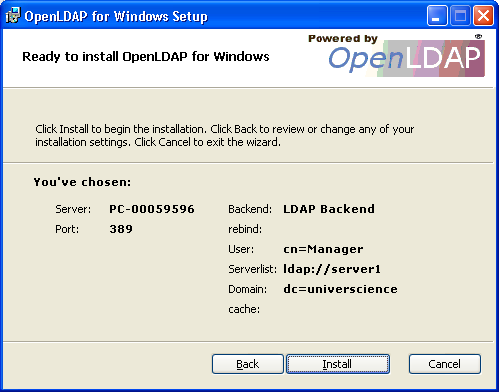 OpenLDAP for Windows Setup
Powered by
Ready to install OpenLDAP for Windows
OpenLDAP®
Click Install to begin the installation. Click Back to review or change any of your
installation settings. Click Cancel to exit the wizard.
You've chosen:
Server: PC-00059596 Backend: LDAP Backend
Port: 389 rebind:
User: cn=Manager
Serverlist: ldap://server1
Domain: dc=universcience
cache:
Back Install Cancel